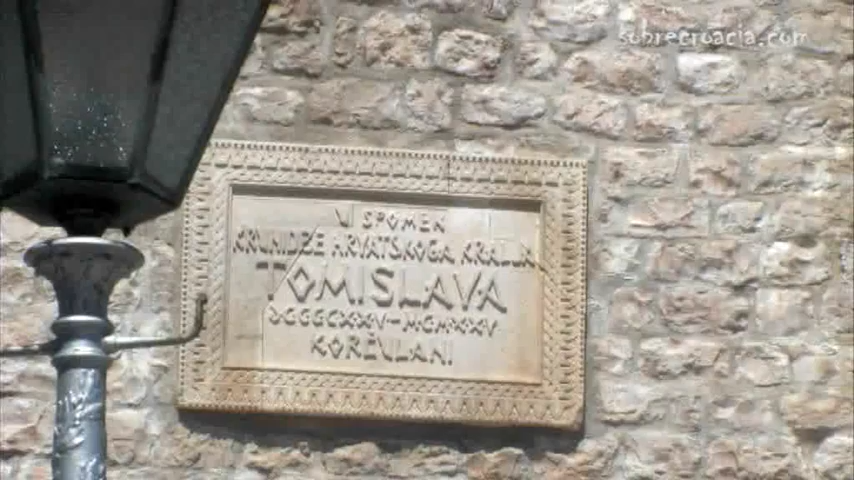 sobrecroacia.com
U SPOMEN
KRUNIDBE HRVATSKOGA KRALJA
TOMISLAVA
DCCCCXXV-MCMXXV
KORČULANI